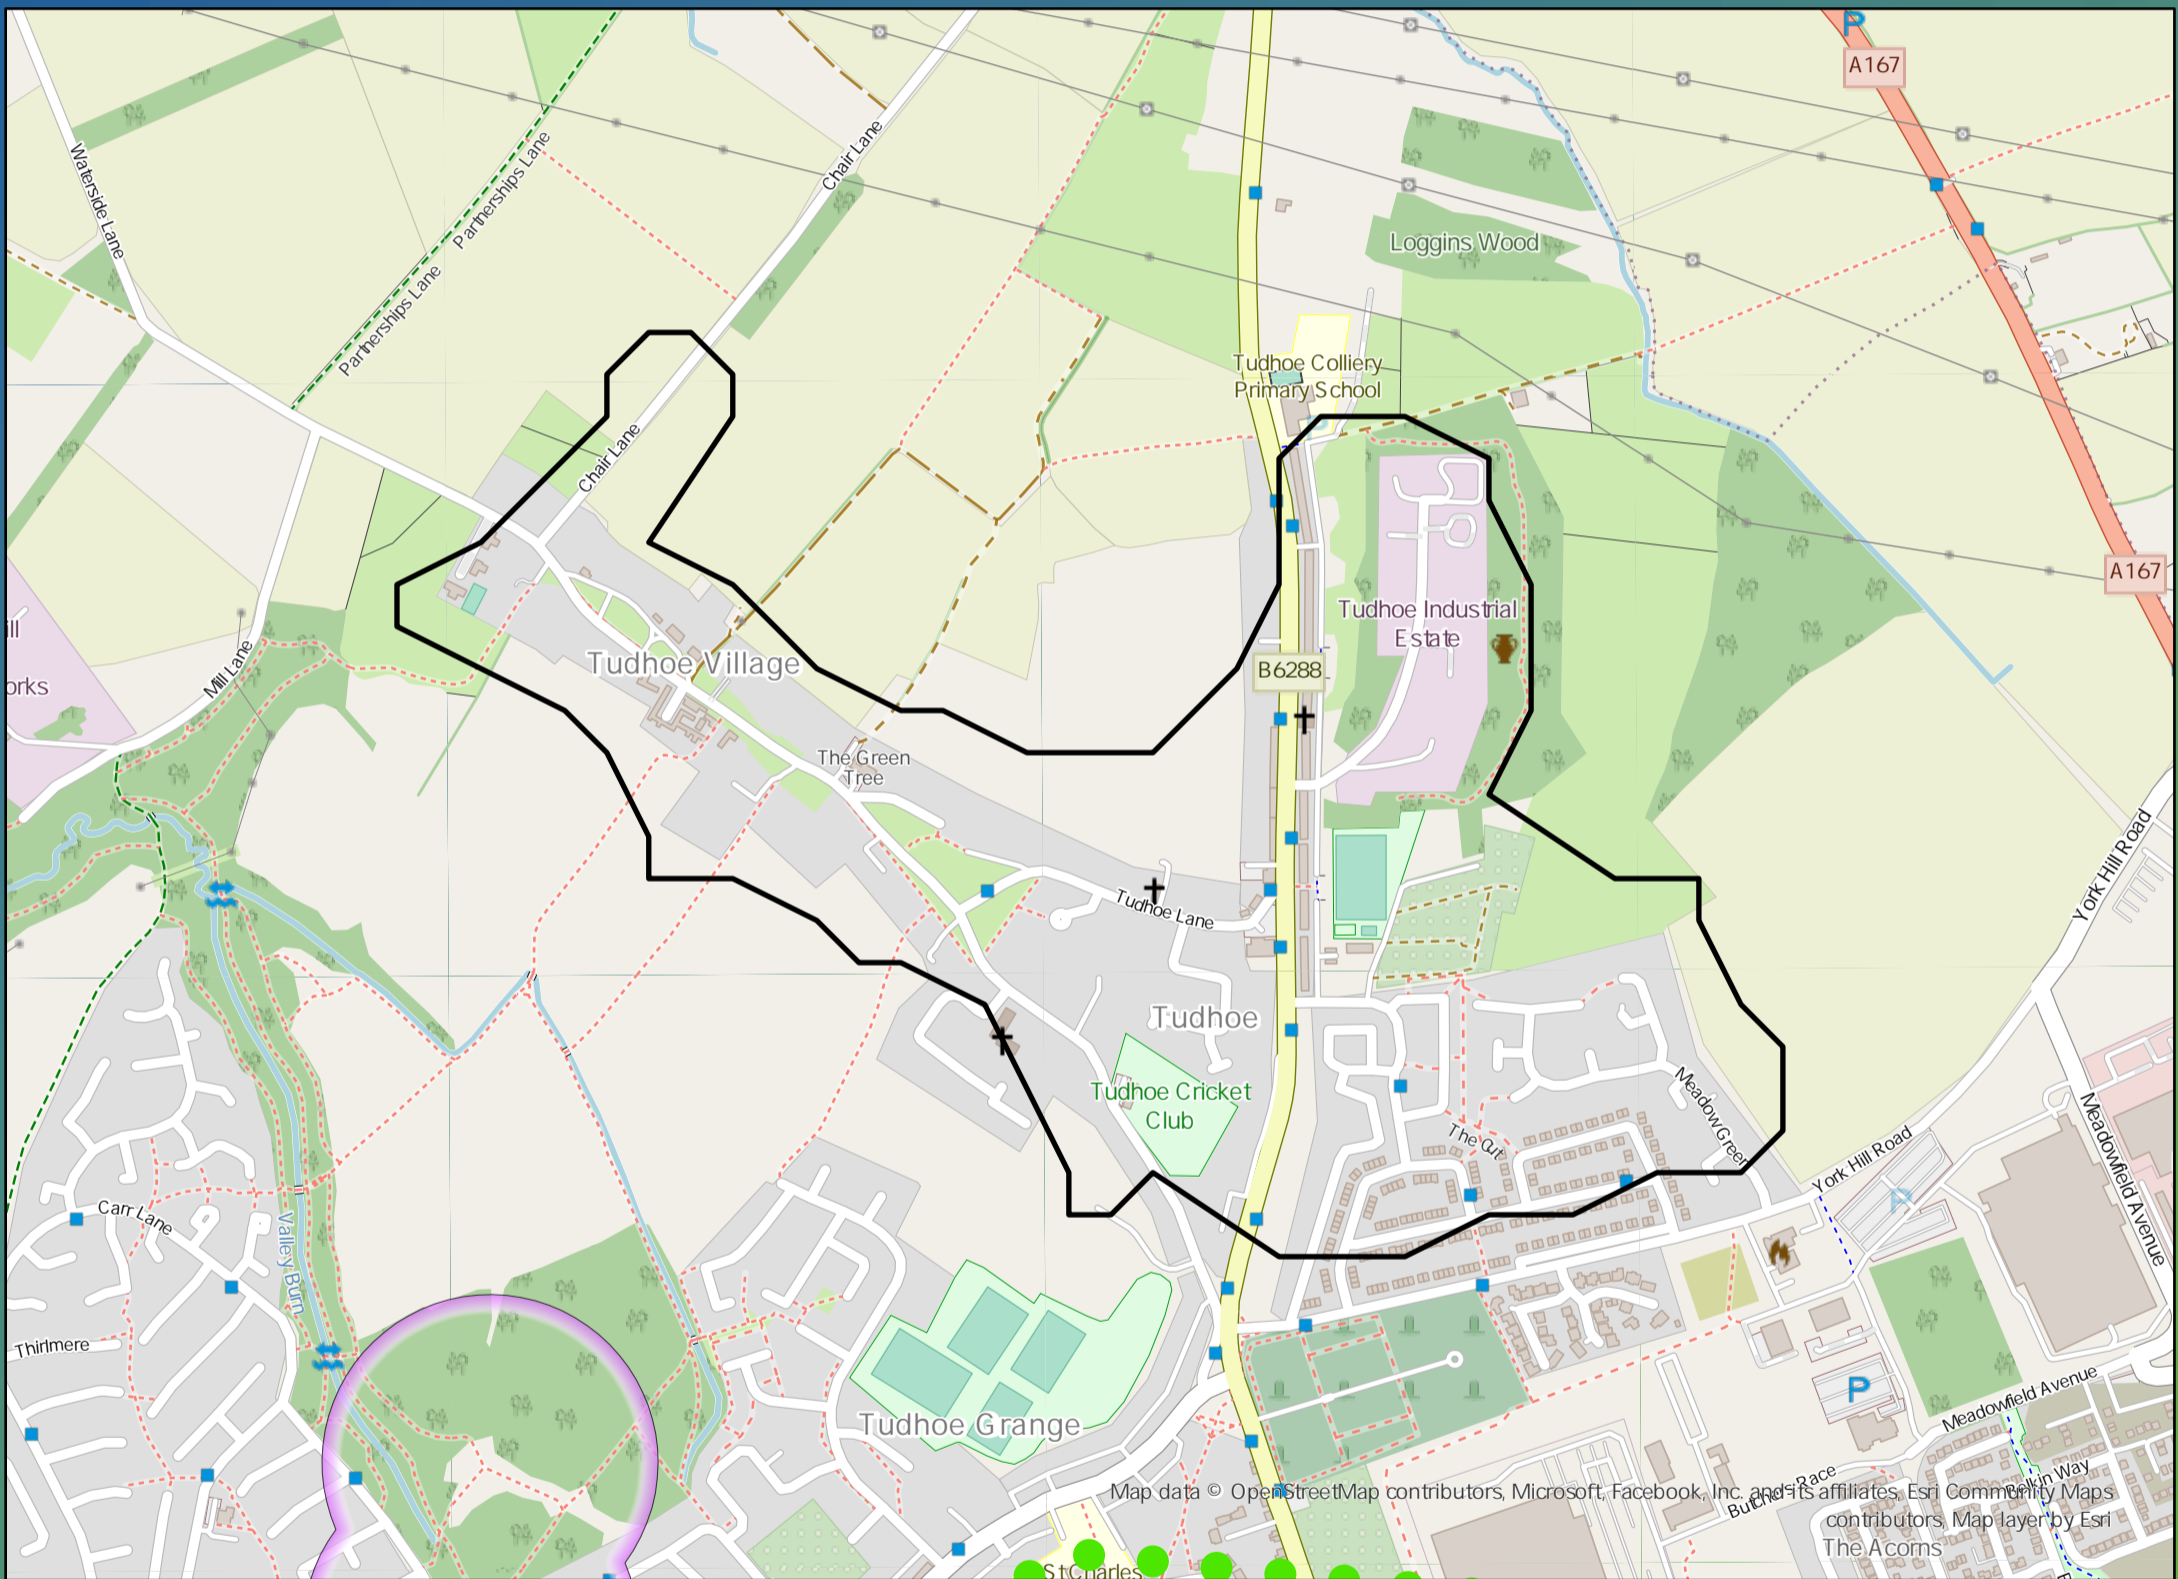 A167
Waterside Lane
Partnerships Lane
Chair Lane
Partnerships Lane
Loggins Wood
Tudhoe Colliery
Primary School
Chair Lane
A167
Tudhoe Industrial
Estate
ill
orks
Mill Lane
Tudhoe Village
B6288
The Green
Tree
York Hill Road
Tudhoe Lane
Tudhoe
Tudhoe Cricket
Club
Meadow Green
The Cut
York Hill Road
Meadowfield Avenue
Carr Lane
Valley Burn
Thirlmere
Tudhoe Grange
Meadowfield Avenue
Butcher's Race
Map data © OpenStreetMap contributors, Microsoft, Facebook, Inc. and its affiliates, Esri Community Maps
contributors, Map layer by Esri
The Acorns
St Charles
P
P
P